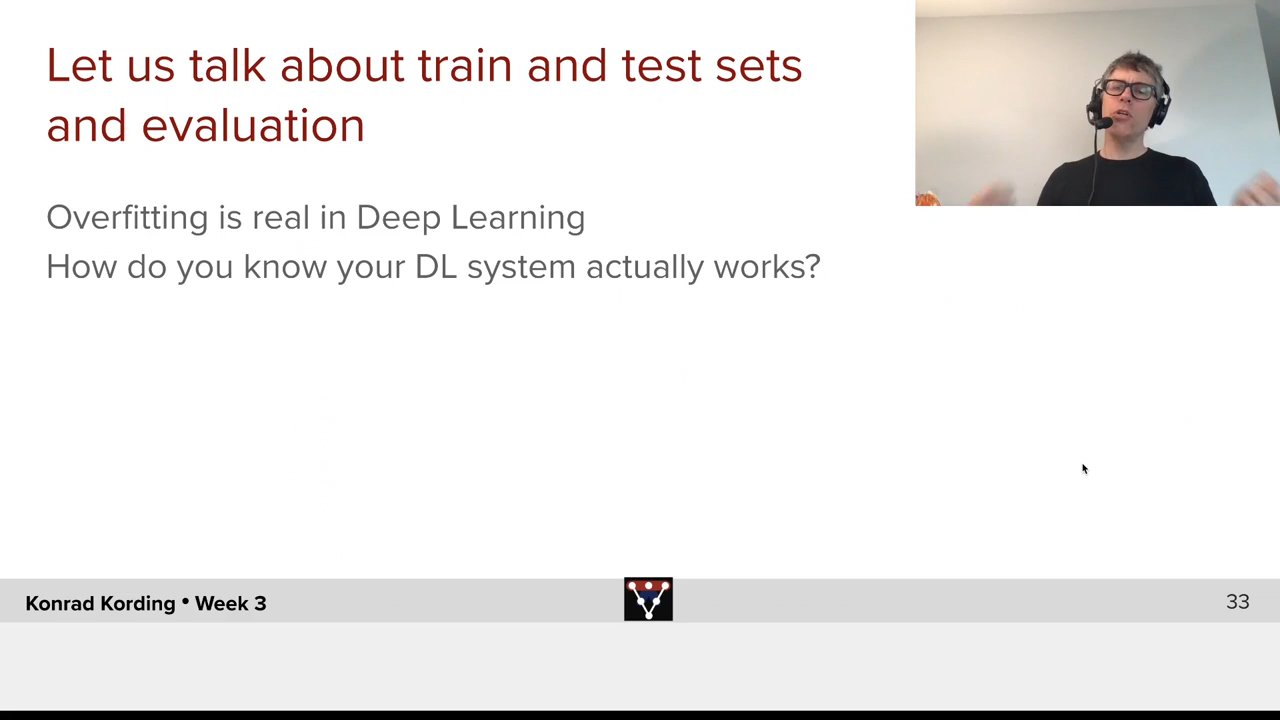 Let us talk about train and test sets
and evaluation
Overfitting is real in Deep Learning
How do you know your DL system actually works?
Konrad Kording • Week 3
33